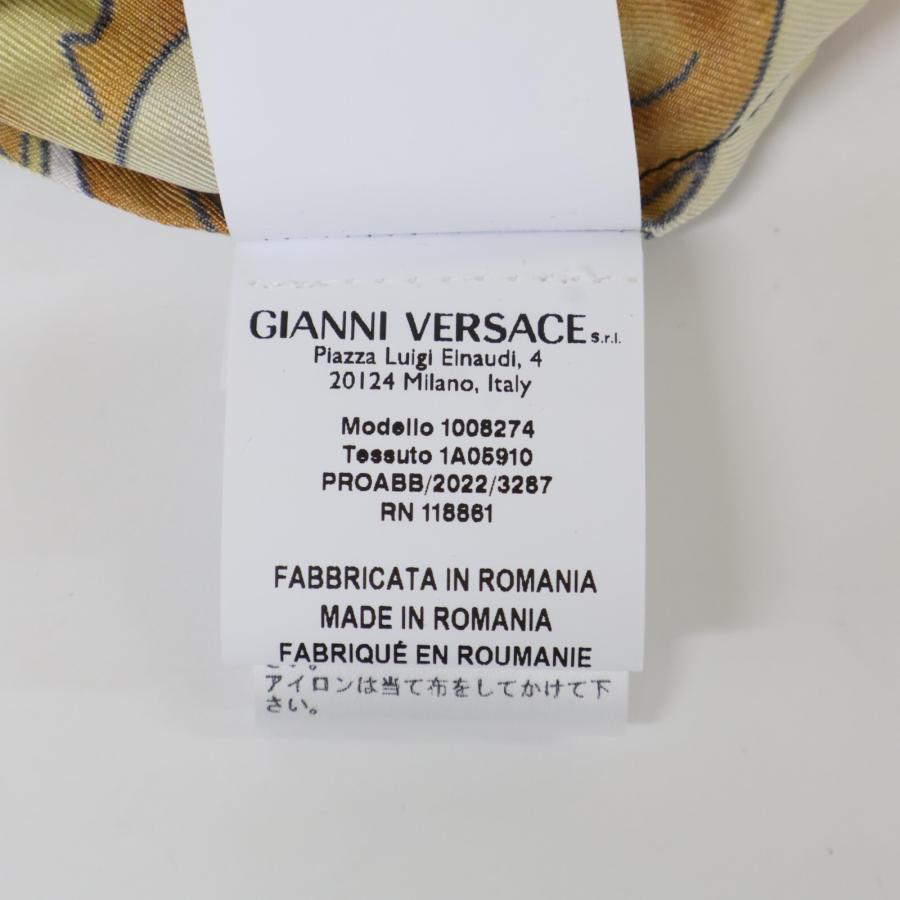 GIANNI VERSACE s.r.l.
Piazza Luigi Einaudi, 4
20124 Milano, Italy
Modello 1008274
Tessuto 1A05910
PROABB/2022/3287
RN 118861
FABBRICATA IN ROMANIA
MADE IN ROMANIA
FABRIQUÉ EN ROUMANIE
アイロンは当て布をしてかけて下
さい。